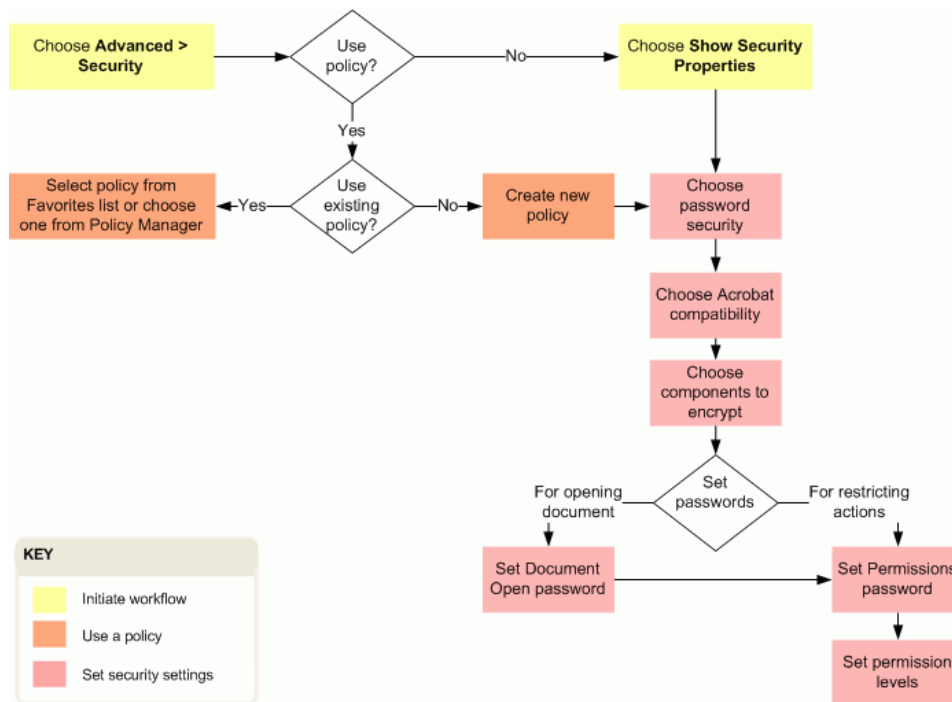 Choose Advanced >
Security
Use
policy?
No
Choose Show Security
Properties
Yes
Select policy from
Favorites list or choose
one from Policy Manager
Yes
Use
existing
policy?
No
Create new
policy
Choose
password
security
Choose Acrobat
compatibility
Choose
components to
encrypt
Set
passwords
For opening
document
For restricting
actions
Set Document
Open password
Set Permissions
password
Set permission
levels
KEY
Initiate workflow
Use a policy
Set security settings